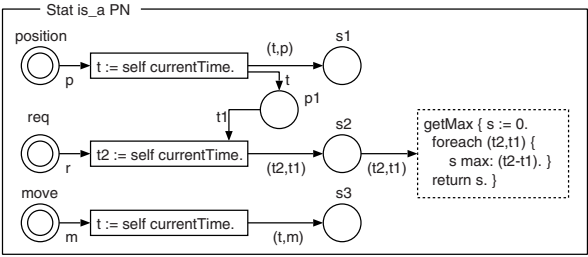 Stat is_a PN
position
p
t := self currentTime.
(t,p)
s1
t
p1
t1
req
r
t2 := self currentTime.
(t2,t1)
s2
(t2,t1)
getMax { s := 0.
foreach (t2,t1) {
s max: (t2-t1). }
return s. }
move
m
t := self currentTime.
(t,m)
s3